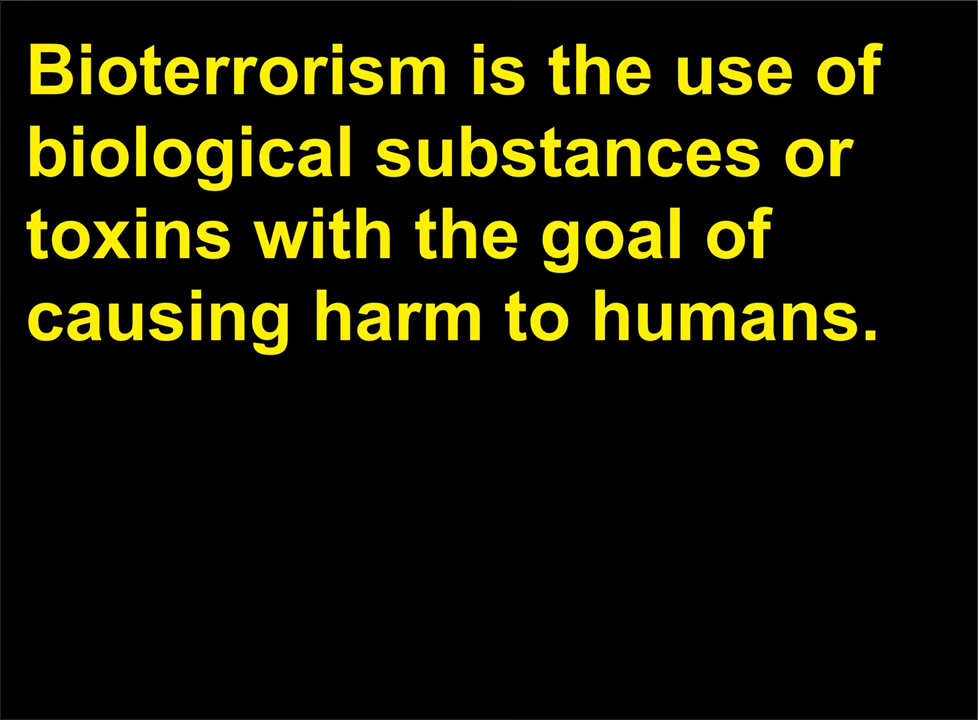 Bioterrorism is the use of
biological substances or
toxins with the goal of
causing harm to humans.